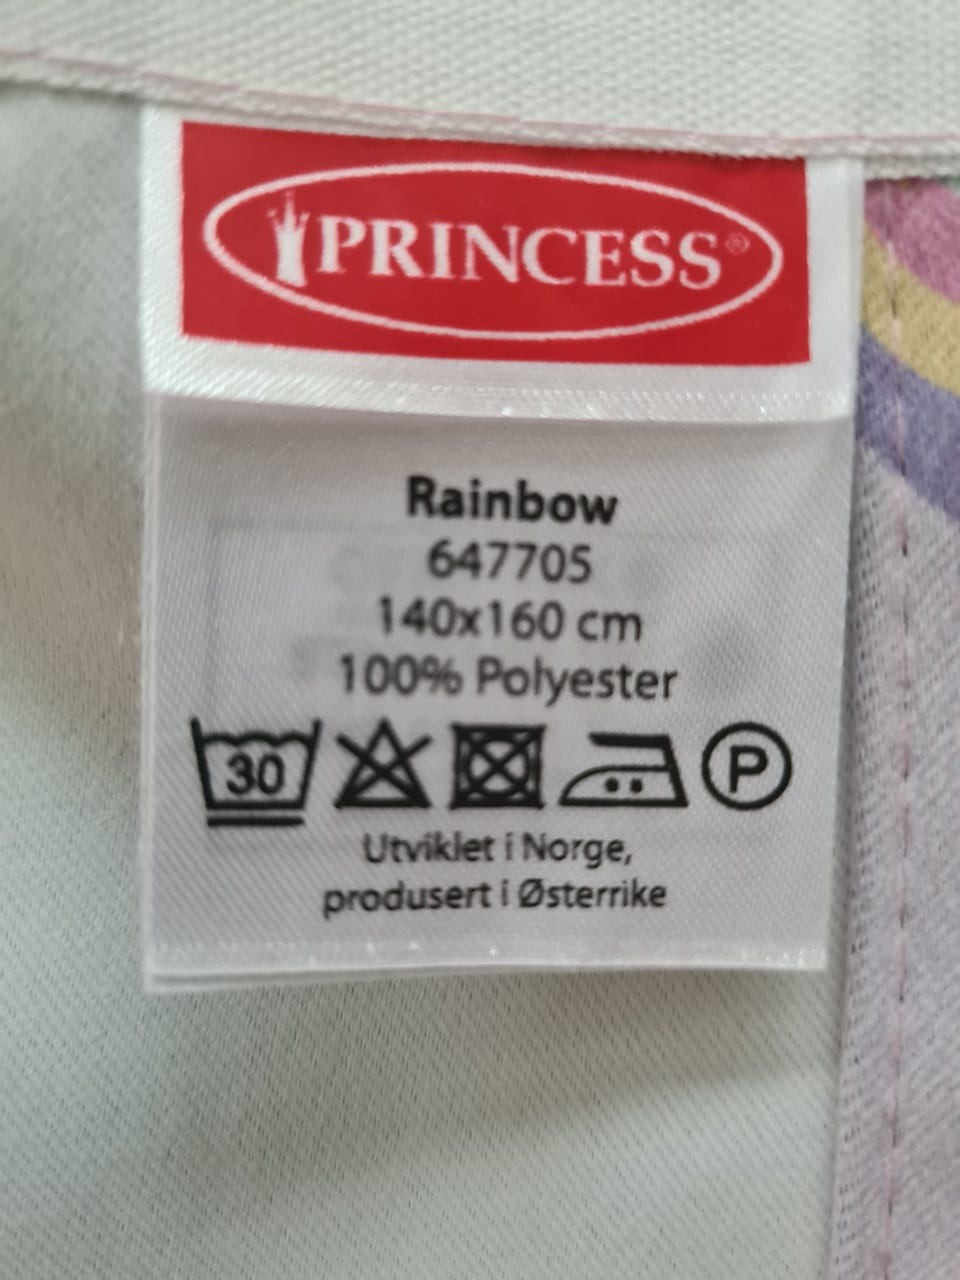 PRINCESS®
Rainbow
647705
140x160 cm
100% Polyester
30 P
Utviklet i Norge,
produsert i Østerrike